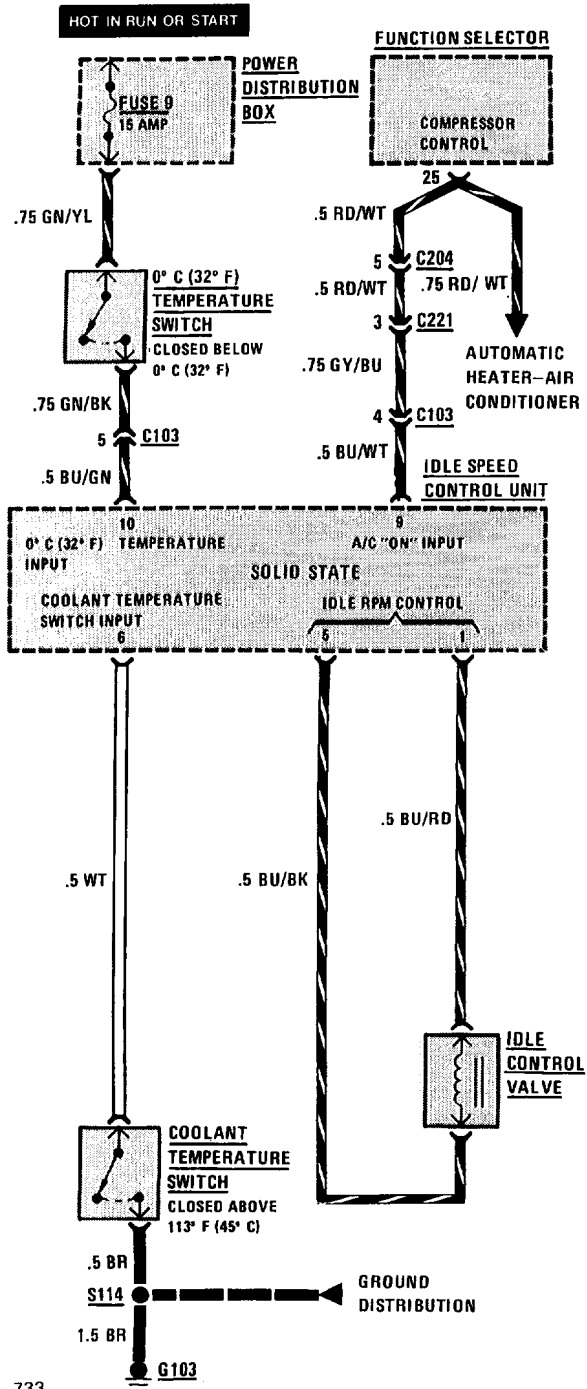 HOT IN RUN OR START
POWER
DISTRIBUTION
BOX
FUSE 9
15 AMP
FUNCTION SELECTOR
COMPRESSOR
CONTROL
25
.75 GN/YL
.5 RD/WT
5 C204
.5 RD/WT
.75 RD/ WT
3 C221
0° C (32° F)
TEMPERATURE
SWITCH
CLOSED BELOW
0° C (32° F)
AUTOMATIC
HEATER–AIR
CONDITIONER
.75 GY/BU
.75 GN/BK
5 C103
4 C103
.5 BU/GN
.5 BU/WT
IDLE SPEED
CONTROL UNIT
10
9
0° C (32° F) TEMPERATURE
INPUT
A/C "ON" INPUT
SOLID STATE
COOLANT TEMPERATURE
SWITCH INPUT
6
IDLE RPM CONTROL
5
1
.5 WT
.5 BU/BK
.5 BU/RD
IDLE
CONTROL
VALVE
COOLANT
TEMPERATURE
SWITCH
CLOSED ABOVE
113° F (45° C)
.5 BR
S114
GROUND
DISTRIBUTION
1.5 BR
G103
733